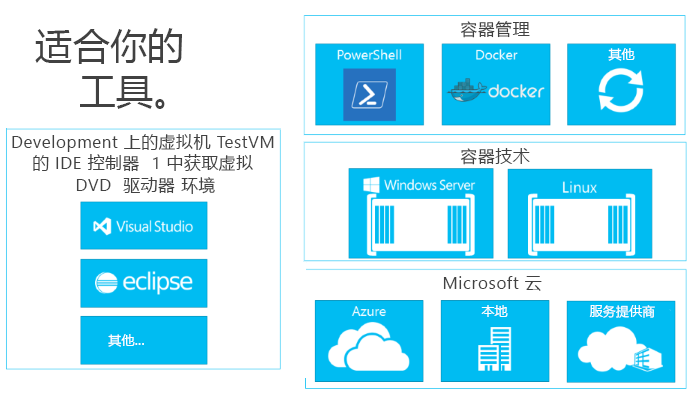 适合你的
工具。
Development 上的虚拟机 TestVM
的 IDE 控制器 1 中获取虚拟
DVD 驱动器 环境
Visual Studio
eclipse
其他...
容器管理
PowerShell
Docker
其他
docker
容器技术
Windows Server
Linux
Microsoft 云
Azure
本地
服务提供商